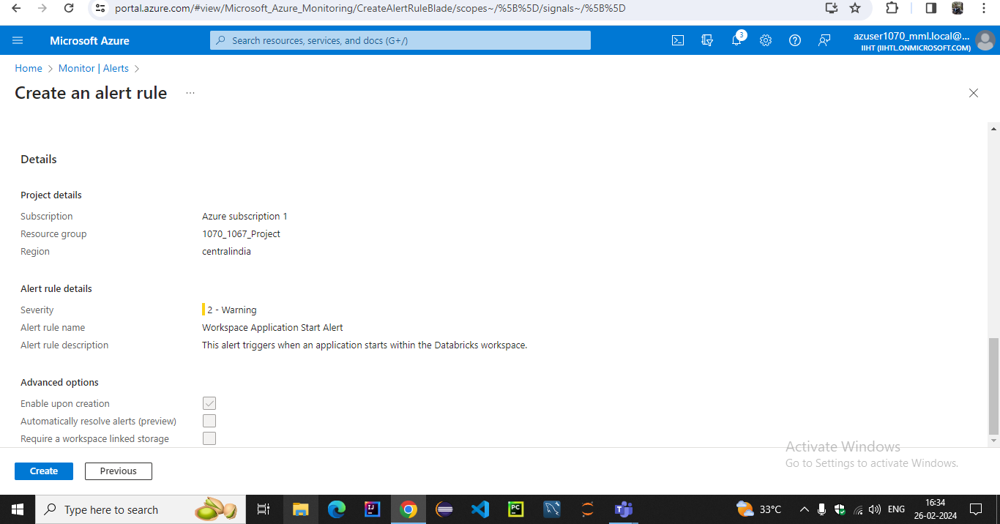 portal.azure.com/#view/Microsoft_Azure_Monitoring/CreateAlertRuleBlade/scopes~/%5B%5D/signals~/%5B%5D
Microsoft Azure
Search resources, services, and docs (G+/)
3
azuser1070_mml.local@...
IIHT (IIHTL.ONMICROSOFT.COM)
Home > Monitor | Alerts >
Create an alert rule ...
Details
Project details
Subscription Azure subscription 1
Resource group 1070_1067_Project
Region centralindia
Alert rule details
Severity 2 - Warning
Alert rule name Workspace Application Start Alert
Alert rule description This alert triggers when an application starts within the Databricks workspace.
Advanced options
Enable upon creation
Automatically resolve alerts (preview)
Require a workspace linked storage
Activate Windows
Go to Settings to activate Windows.
Create Previous
Type here to search
IJ
PC
33°C
ENG
16:34
26-02-2024